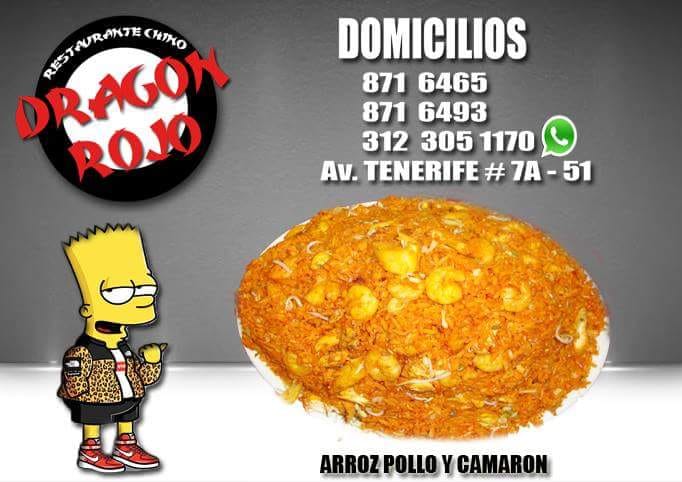 RESTAURANTE CHINO
DRAGON
ROJO
DOMICILIOS
871 6465
871 6493
312 305 1170
Av. TENERIFE # 7A - 51
ARROZ POLLO Y CAMARON